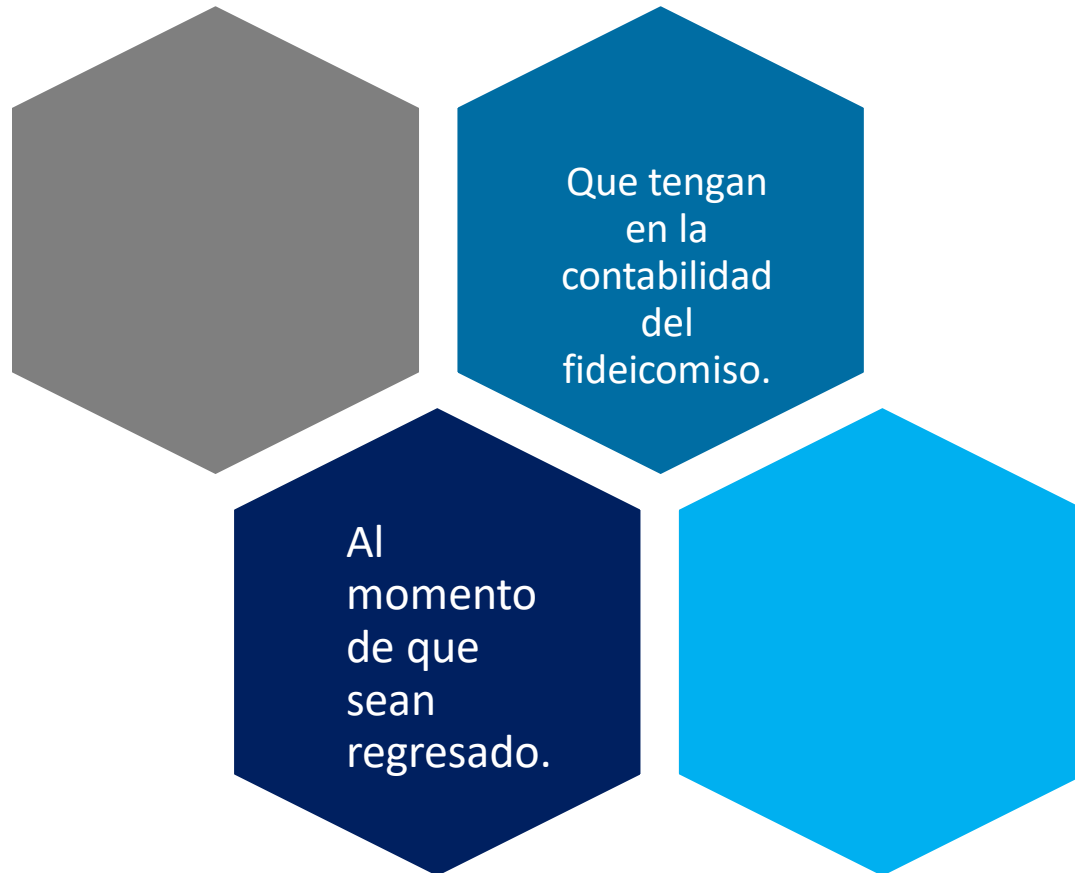 Que tengan
en la
contabilidad
del
fideicomiso.
Al
momento
de que
sean
regresado.